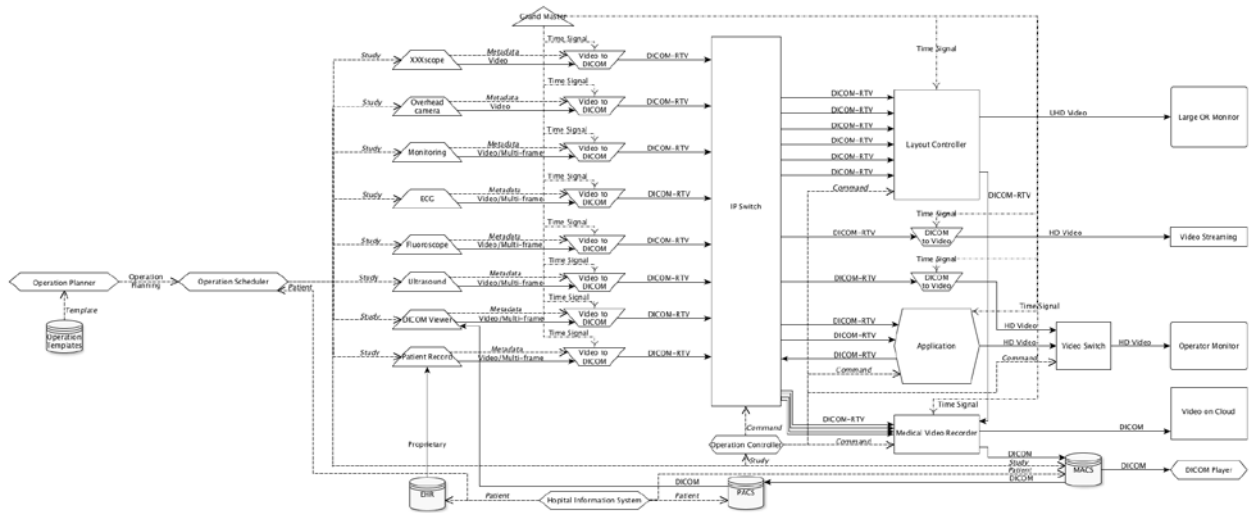 Grand Master
Time Signal
Study
XXXscope
Metadata
Video
Video to
DICOM
DICOM-RTV
Time Signal
Study
Overhead
camera
Metadata
Video
Video to
DICOM
DICOM-RTV
Time Signal
Study
Monitoring
Metadata
Video/Multi-frame
Video to
DICOM
DICOM-RTV
Time Signal
Study
ECG
Metadata
Video/Multi-frame
Video to
DICOM
DICOM-RTV
Time Signal
Study
Fluoroscope
Metadata
Video/Multi-frame
Video to
DICOM
DICOM-RTV
Time Signal
Study
Ultrasound
Metadata
Video/Multi-frame
Video to
DICOM
DICOM-RTV
Time Signal
Study
DICOM Viewer
Metadata
Video/Multi-frame
Video to
DICOM
DICOM-RTV
Time Signal
Study
Patient Record
Metadata
Video/Multi-frame
Video to
DICOM
DICOM-RTV
Operation Planner
Operation
Planning
Operation Scheduler
Patient
Template
Operation
Templates
IP Switch
Time Signal
DICOM-RTV
DICOM-RTV
DICOM-RTV
DICOM-RTV
DICOM-RTV
DICOM-RTV
Command
Layout Controller
UHD Video
Large OR Monitor
DICOM-RTV
Time Signal
DICOM-RTV
DICOM
to Video
HD Video
Video Streaming
Time Signal
DICOM-RTV
DICOM
to Video
Time Signal
DICOM-RTV
DICOM-RTV
DICOM-RTV
Command
Application
HD Video
HD Video
Command
Video Switch
HD Video
Operator Monitor
Time Signal
DICOM-RTV
Medical Video Recorder
DICOM
Video on Cloud
Command
Operation Controller
Command
Study
DICOM
Study
Patient
DICOM
MACS
DICOM
DICOM Player
Proprietary
EHR
Patient
Hopital Information System
Patient
DICOM
PACS